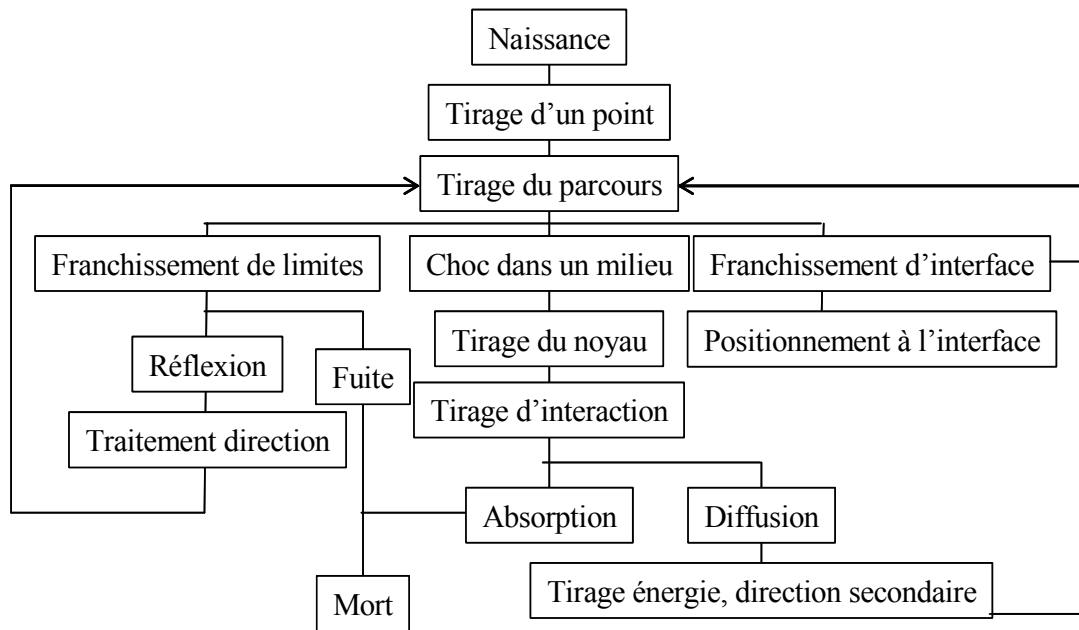 Naissance
Tirage d’un point
Tirage du parcours
Franchissement de limites
Choc dans un milieu
Franchissement d’interface
Tirage du noyau
Positionnement à l’interface
Réflexion
Fuite
Tirage d’interaction
Traitement direction
Absorption
Diffusion
Mort
Tirage énergie, direction secondaire